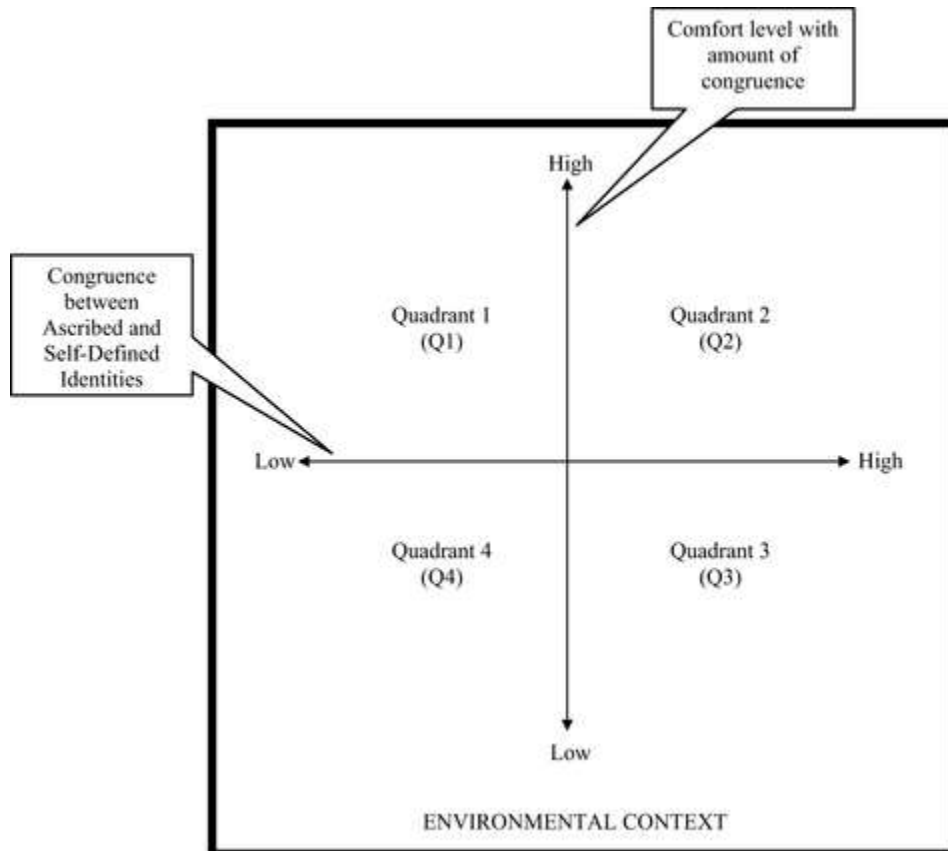 Comfort level with
amount of
congruence
High
Congruence
between
Ascribed and
Self-Defined
Identities
Quadrant 1
(Q1)
Quadrant 2
(Q2)
Low
High
Quadrant 4
(Q4)
Quadrant 3
(Q3)
Low
ENVIRONMENTAL CONTEXT